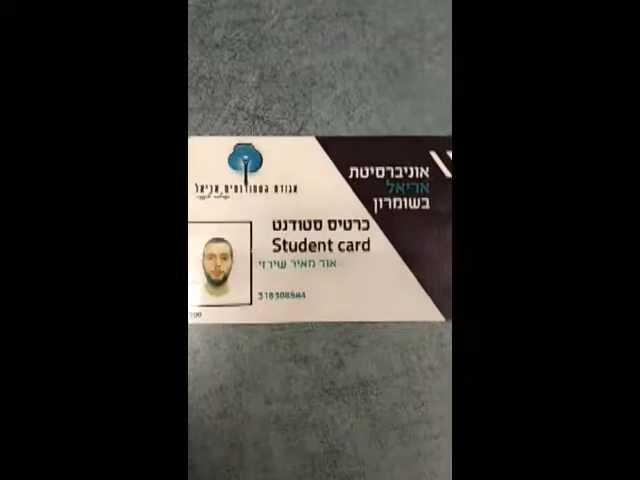 אוניברסיטת
אריאל
בשומרון
אגודת הסטודנטים אריאל
כרטיס סטודנט
Student card
אור מאיר שירזי